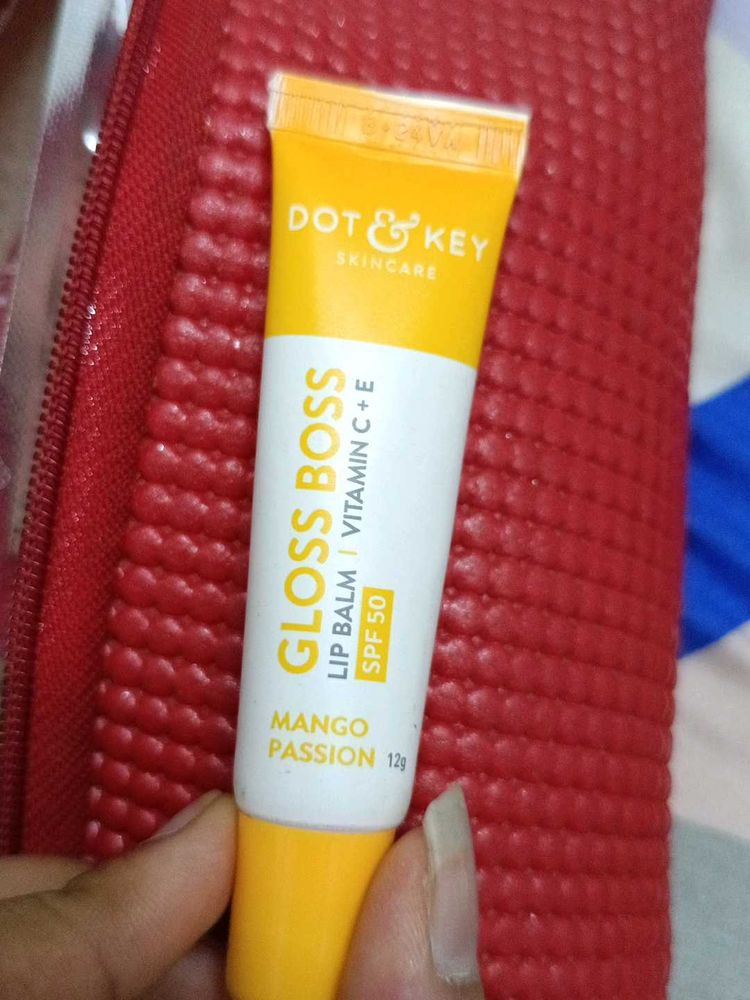 DOT & KEY
SKINCARE
GLOSS BOSS
LIP BALM | VITAMIN C + E
SPF 50
MANGO
PASSION 12g